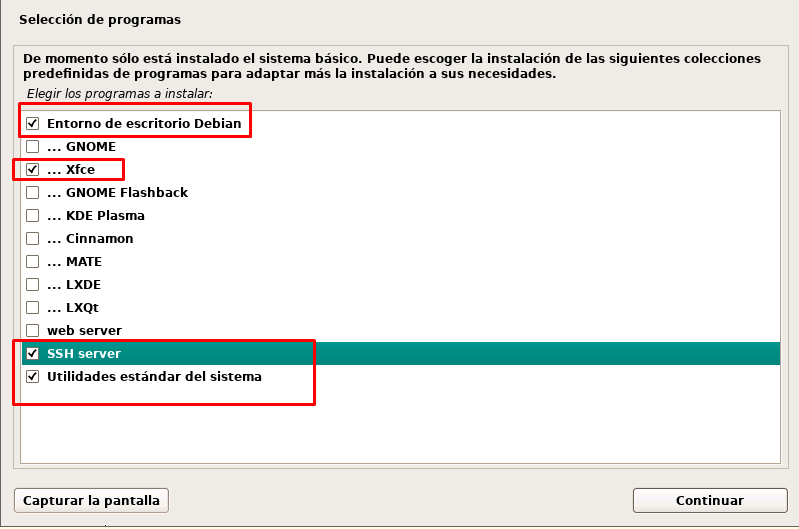 Selección de programas
De momento sólo está instalado el sistema básico. Puede escoger la instalación de las siguientes colecciones
predefinidas de programas para adaptar más la instalación a sus necesidades.
Elegir los programas a instalar:
Entorno de escritorio Debian
... GNOME
... Xfce
... GNOME Flashback
... KDE Plasma
... Cinnamon
... MATE
... LXDE
... LXQt
web server
SSH server
Utilidades estándar del sistema
Capturar la pantalla
Continuar